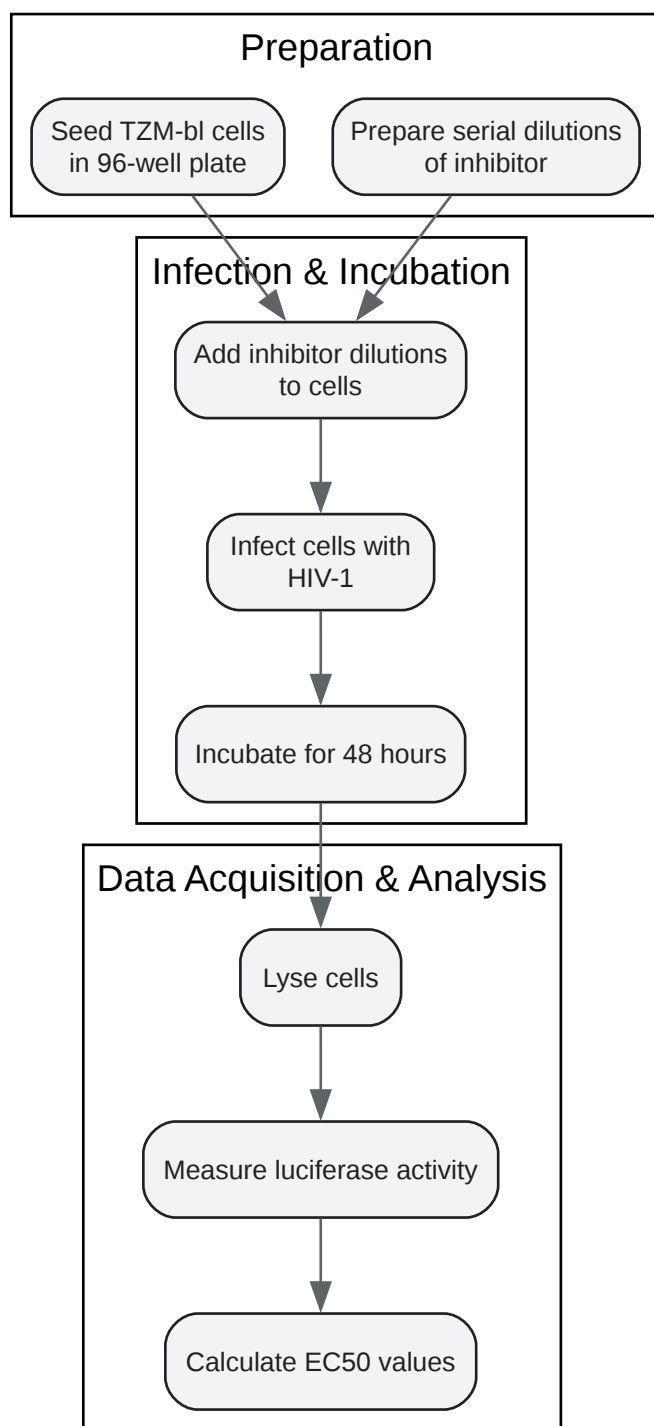 Preparation
Seed TZM-bl cells
in 96-well plate
Prepare serial dilutions
of inhibitor
Infection & Incubation
Add inhibitor dilutions
to cells
Infect cells with
HIV-1
Incubate for 48 hours
Data Acquisition & Analysis
Lyse cells
Measure luciferase activity
Calculate EC50 values